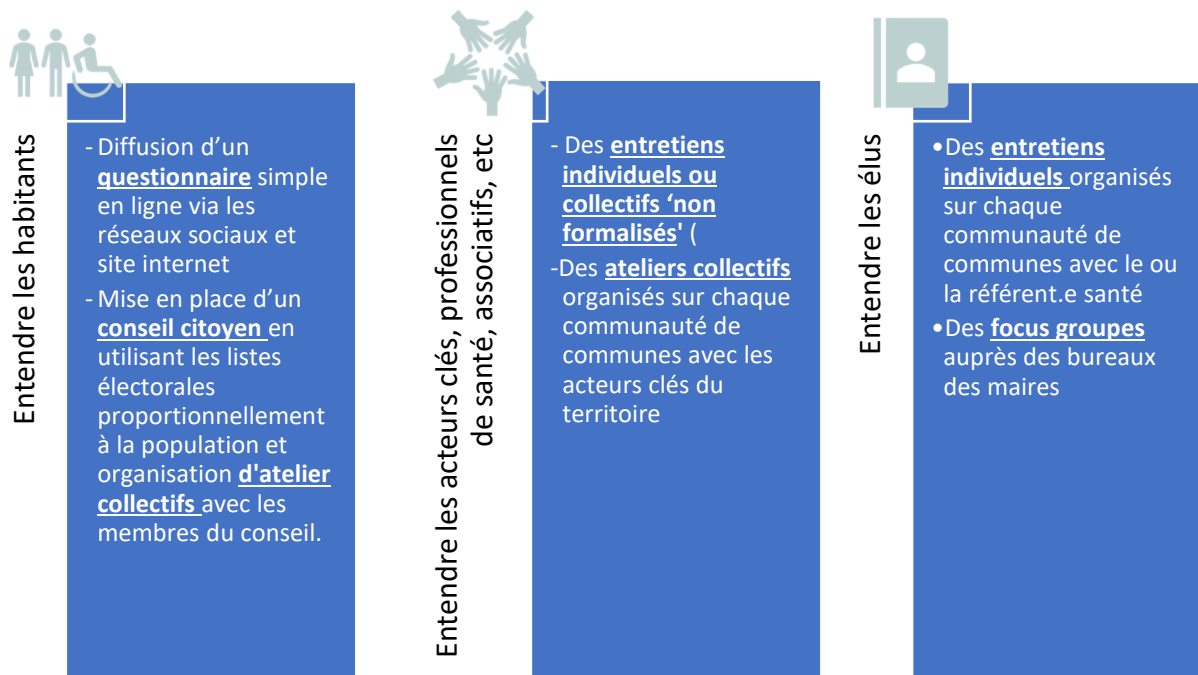 Entendre les habitants
- Diffusion d'un
questionnaire simple
en ligne via les
réseaux sociaux et
site internet
- Mise en place d'un
conseil citoyen en
utilisant les listes
électorales
proportionnellement
à la population et
organisation d'atelier
collectifs avec les
membres du conseil.
Entendre les acteurs clés, professionnels
de santé, associatifs, etc
- Des entretiens
individuels ou
collectifs ‘non
formalisés' (
-Des ateliers collectifs
organisés sur chaque
communauté de
communes avec les
acteurs clés du
territoire
Entendre les élus
•Des entretiens
individuels organisés
sur chaque
communauté de
communes avec le ou
la référent.e santé
•Des focus groupes
auprès des bureaux
des maires